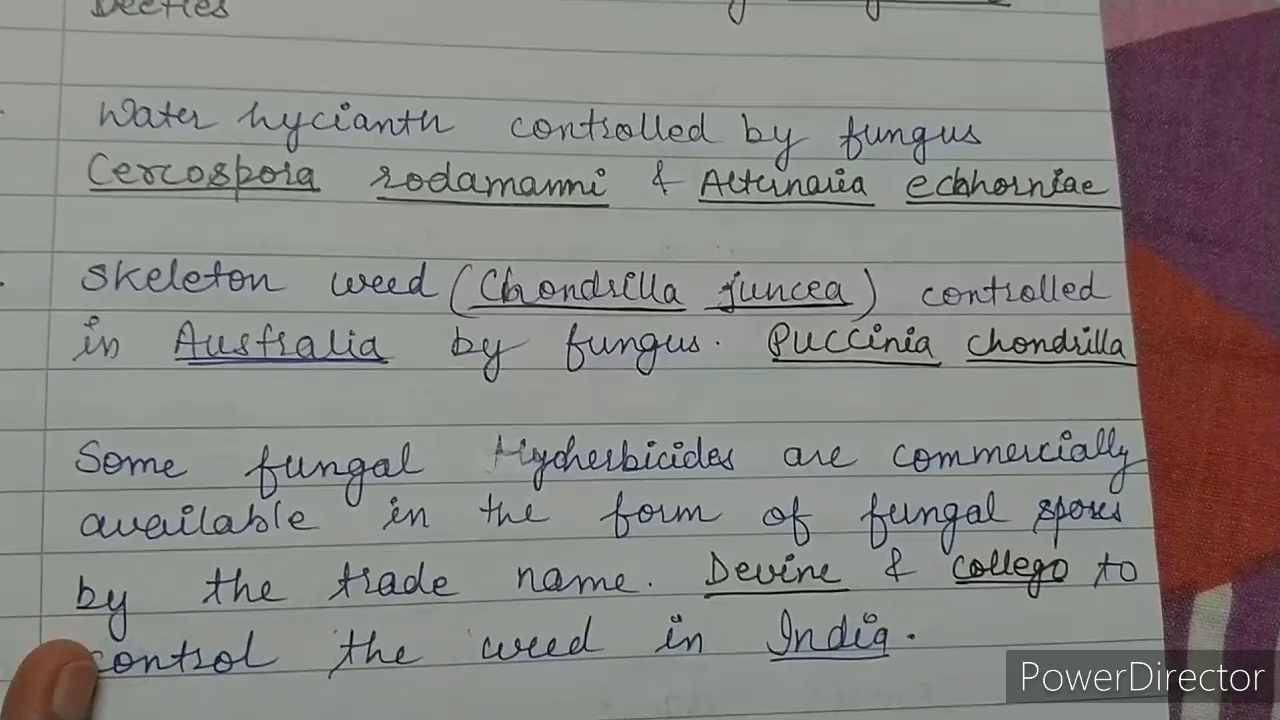 Beetles
Water hycianth controlled by fungus
Cercospora rodamanni & Alternaria echhorniae
Skeleton weed (Chondrilla juncea) controlled
in Australia by fungus. Puccinia chondrilla
Some fungal Mycherbicides are commercially
available in the form of fungal spores
by the trade name. Devine & collego to
control the weed in India.
PowerDirector